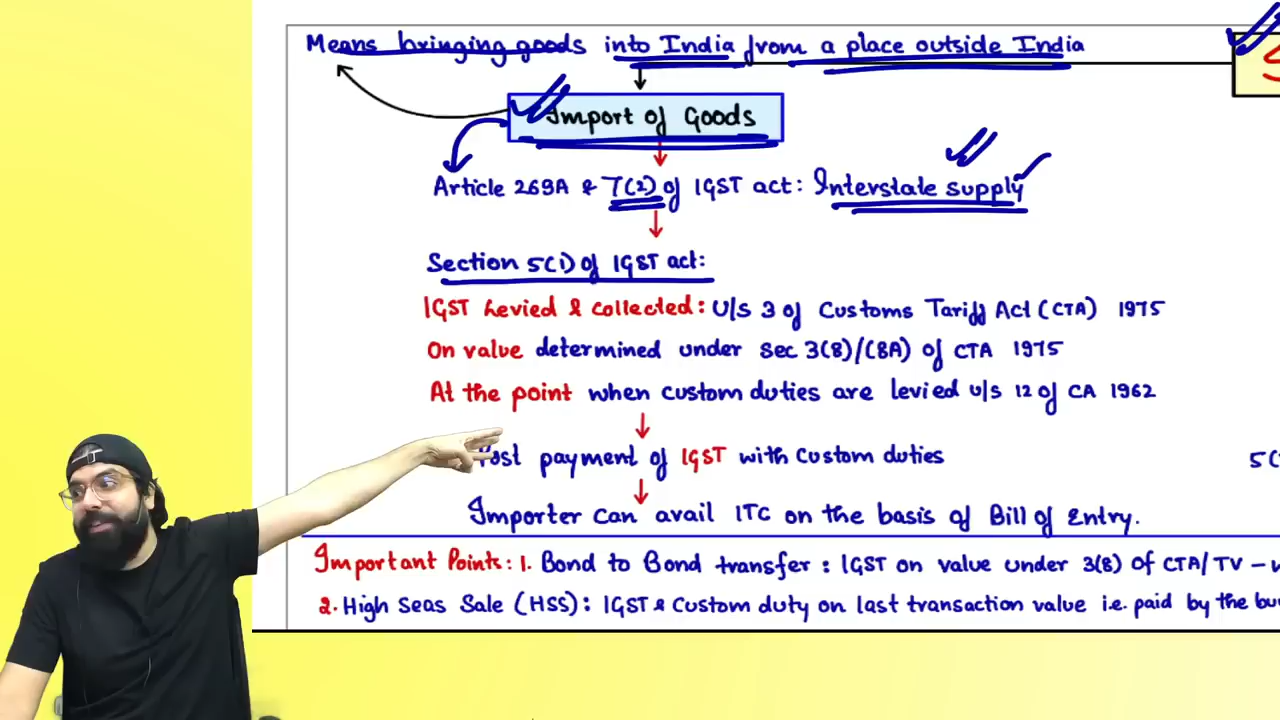 Means bringing goods into India from a place outside India
Import of Goods
Article 269A & 7(2) of IGST act: Interstate supply
Section 5(1) of IGST act:
IGST Levied & collected: U/S 3 of Customs Tariff Act (CTA) 1975
On value determined under Sec 3(8)/(8A) of CTA 1975
At the point when custom duties are levied u/s 12 of CA 1962
Post payment of IGST with Custom duties
5(
Importer Can avail ITC on the basis of Bill of Entry.
Important Points: 1. Bond to Bond transfer: IGST on value under 3(8) of CTA/TV -
2. High Seas Sale (HSS): IGST & Custom duty on last transaction value i.e. paid by the